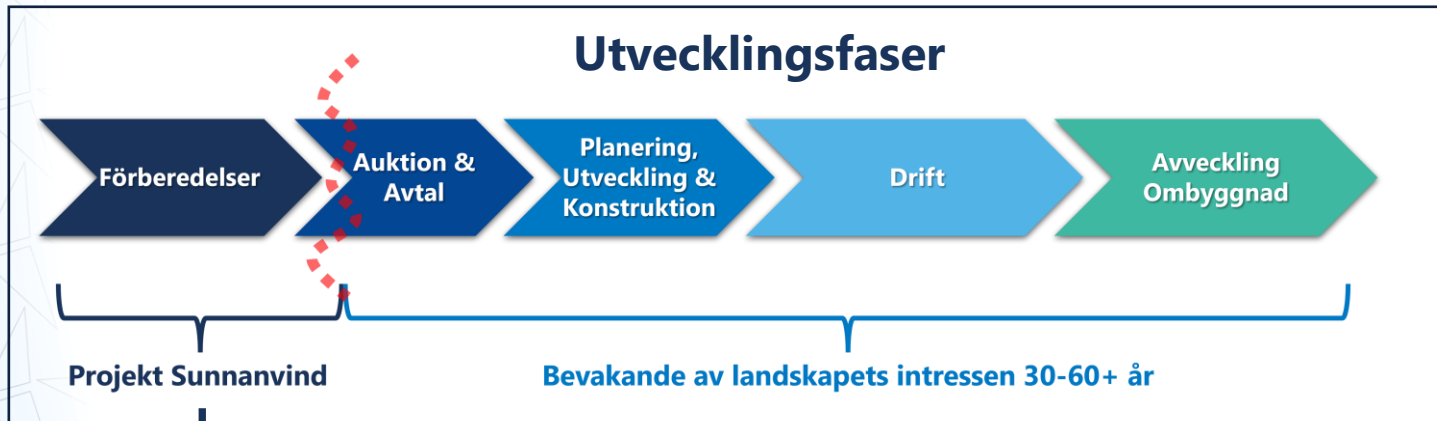 Utvecklingsfaser
Förberedelser
Auktion &
Avtal
Planering,
Utveckling &
Konstruktion
Drift
Avveckling
Ombyggnad
Projekt Sunnanvind
Bevakande av landskapets intressen 30-60+ år